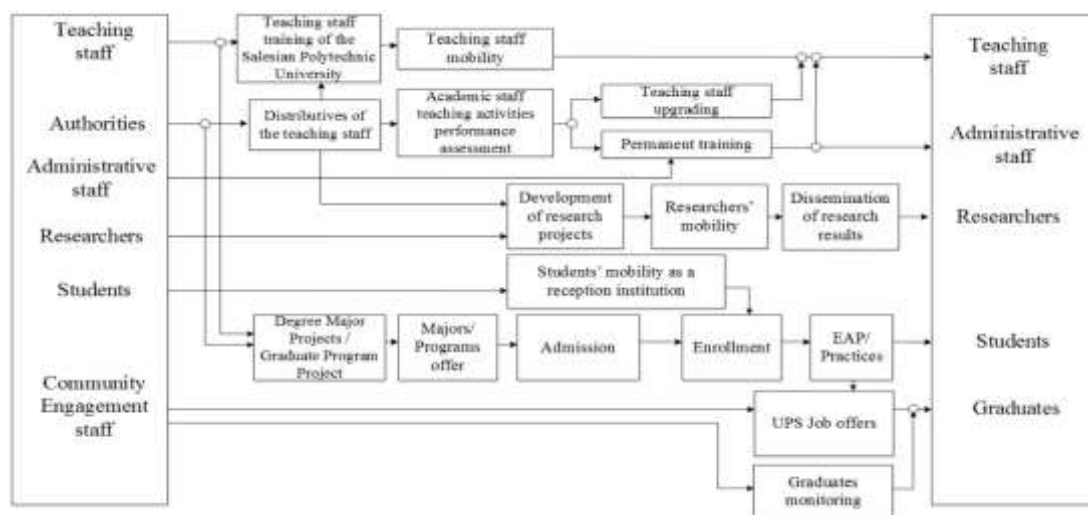 Teaching
staff
Authorities
Administrative
staff
Researchers
Students
Community
Engagement
staff
Teaching staff
training of the
Salesian Polytechnic
University
Teaching staff
mobility
Distributives of
the teaching staff
Academic staff
teaching activities
performance
assessment
Teaching staff
upgrading
Permanent training
Development
of research
projects
Researchers'
mobility
Dissemination
of research
results
Students' mobility as a
reception institution
Degree Major
Projects /
Graduate Program
Project
Majors/
Programs
offer
Admission
Enrollment
EAP/
Practices
UPS Job offers
Graduates
monitoring
Teaching
staff
Administrative
staff
Researchers
Students
Graduates